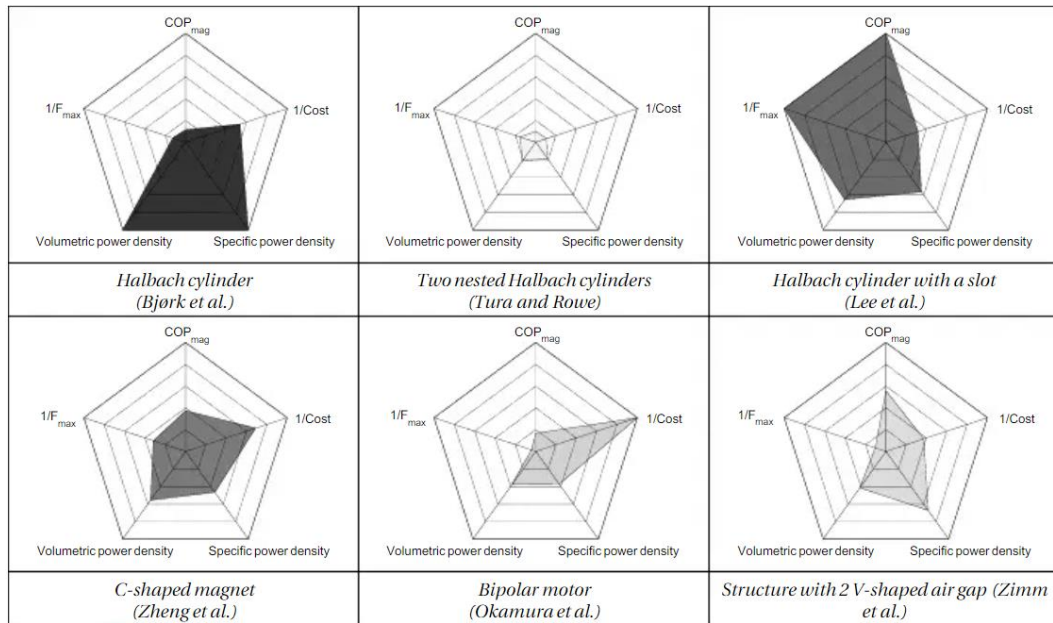 COPmag
1/Fmax
1/Cost
Volumetric power density
Specific power density
Halbach cylinder
(Bjørk et al.)
COPmag
1/Fmax
1/Cost
Volumetric power density
Specific power density
Two nested Halbach cylinders
(Tura and Rowe)
COPmag
1/Fmax
1/Cost
Volumetric power density
Specific power density
Halbach cylinder with a slot
(Lee et al.)
COPmag
1/Fmax
1/Cost
Volumetric power density
Specific power density
C-shaped magnet
(Zheng et al.)
COPmag
1/Fmax
1/Cost
Volumetric power density
Specific power density
Bipolar motor
(Okamura et al.)
COPmag
1/Fmax
1/Cost
Volumetric power density
Specific power density
Structure with 2 V-shaped air gap (Zimm
et al.)